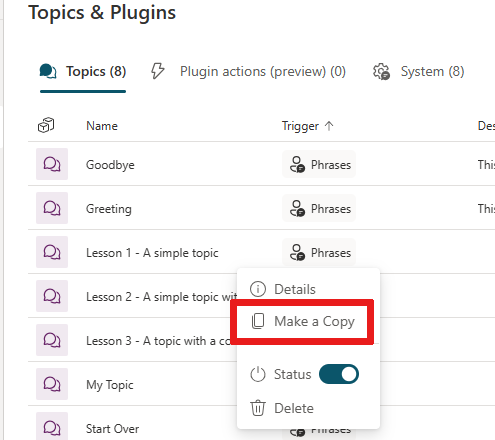 Topics & Plugins
Topics (8) Plugin actions (preview) (0) System (8)
Name Trigger ↑ Des
Goodbye Phrases This
Greeting Phrases This
Lesson 1 - A simple topic Phrases
Lesson 2 - A simple topic wit
Lesson 3 - A topic with a co
My Topic
Start Over Phrases
Details
Make a Copy
Status
Delete